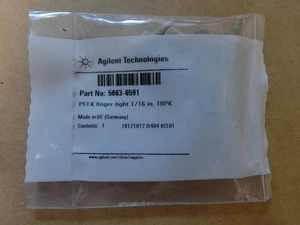 Agilent Technologies
Part No: 5063-6591
PEEK finger-tight 1/16 in, 10PK
Made in DE (Germany)
Contents: 1
www.agilent.com/chem/supplies